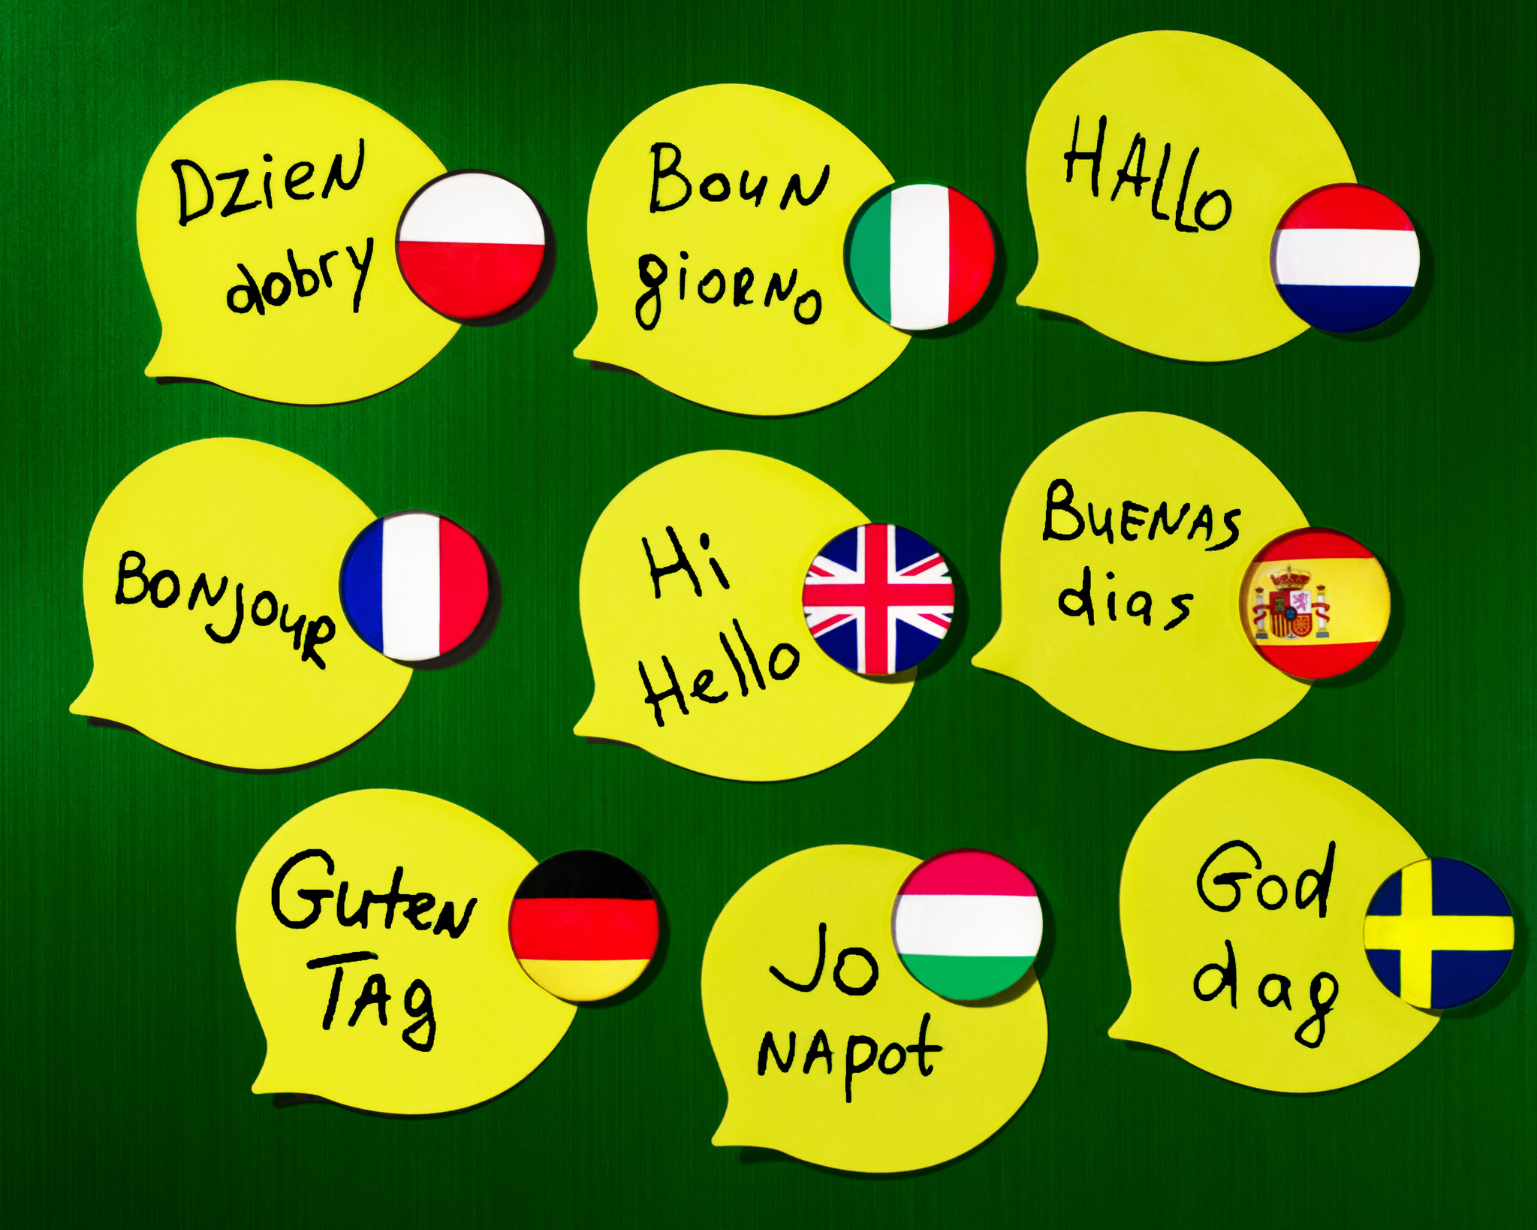 Dzien
dobry
Boun
giorno
HALLO
Bonjour
Hi
Hello
Buenas
dias
Guten
Tag
Jo
napot
God
dag